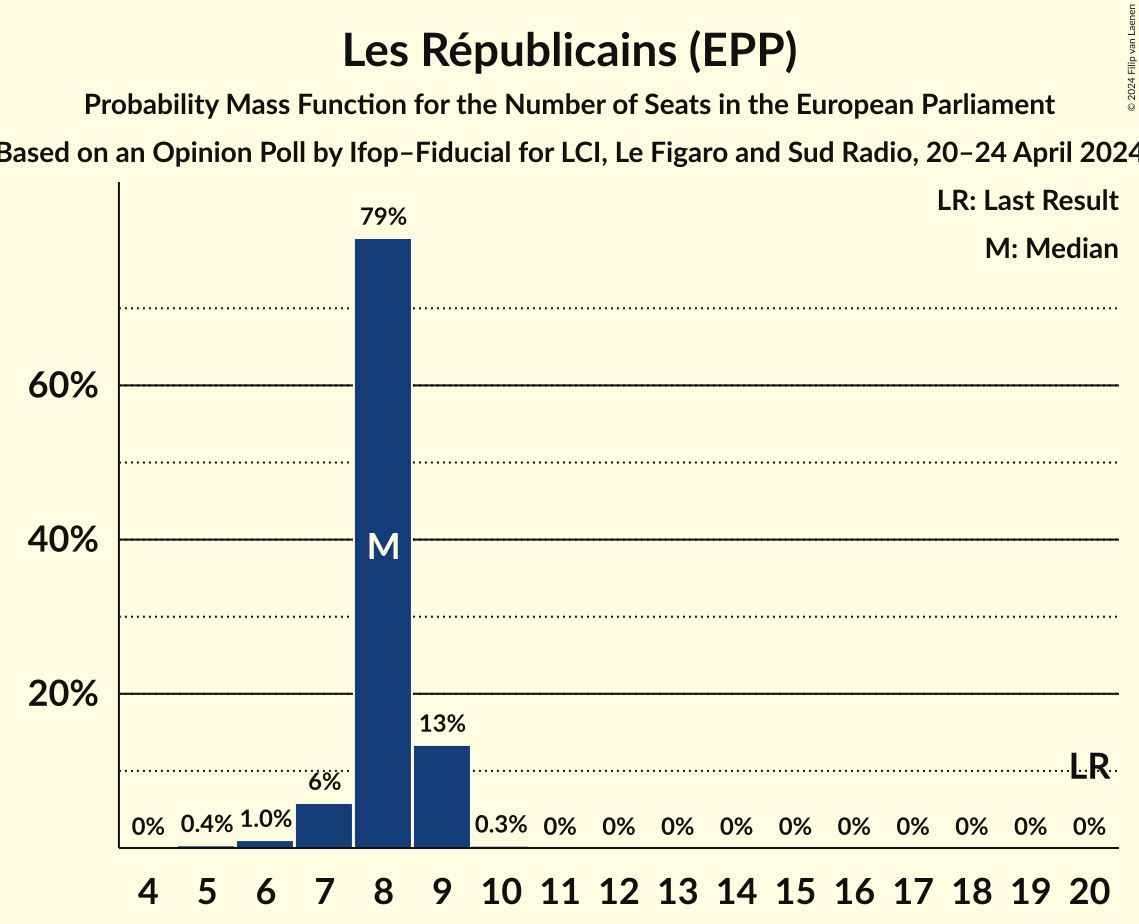 Les Républicains (EPP)
Probability Mass Function for the Number of Seats in the European Parliament
Based on an Opinion Poll by Ifop–Fiducial for LCI, Le Figaro and Sud Radio, 20–24 April 2024
© 2024 Filip van Laenen
LR: Last Result
M: Median
79%
60%
40%
M
20%
13%
6%
LR
0% 0.4% 1.0% 0.3% 0% 0% 0% 0% 0% 0% 0% 0% 0% 0%
4 5 6 7 8 9 10 11 12 13 14 15 16 17 18 19 20